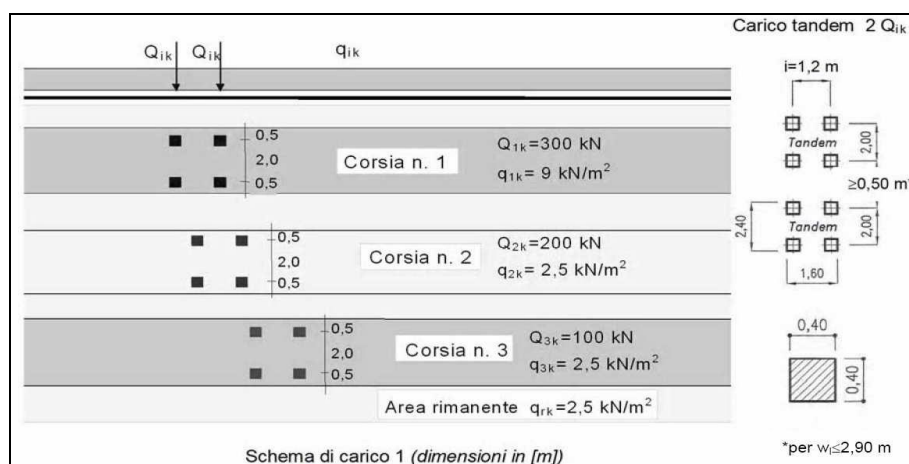 Carico tandem 2 Qik
Qik Qik qik
i=1,2 m
0,5
2,0
0,5
Corsia n. 1
Q1k=300 kN
q1k= 9 kN/m²
Tandem
2,00
≥0,50 m*
0,5
2,0
0,5
Corsia n. 2
Q2k=200 kN
q2k= 2,5 kN/m²
2,40
Tandem
2,00
1,60
0,5
2,0
0,5
Corsia n. 3
Q3k=100 kN
q3k= 2,5 kN/m²
0,40
0,40
Area rimanente qrk=2,5 kN/m²
Schema di carico 1 (dimensioni in [m])
*per wl≤2,90 m